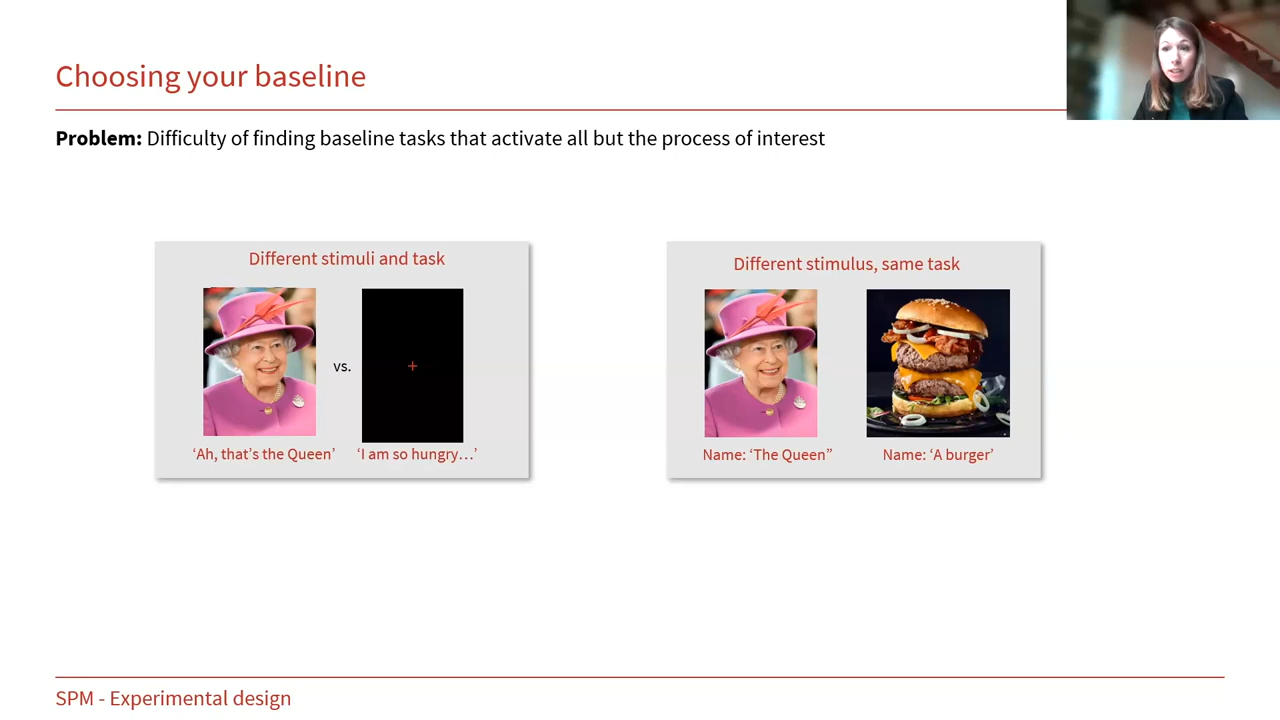 Choosing your baseline
Problem: Difficulty of finding baseline tasks that activate all but the process of interest
Different stimuli and task
vs.
+
‘Ah, that’s the Queen’
‘I am so hungry…’
Different stimulus, same task
Name: ‘The Queen”
Name: ‘A burger’
SPM - Experimental design